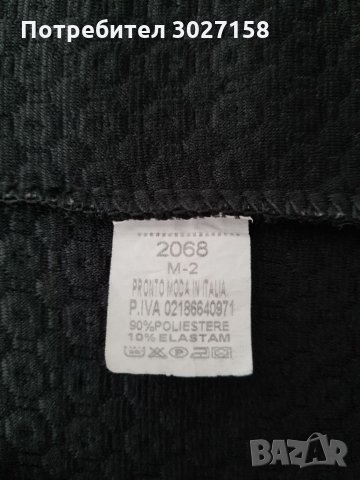 Потребител 3027158
2068
M-2
PRONTO MODA IN ITALIA.
P.IVA 02186640971
90%POLIESTERE
10%ELASTAM
BAZAR